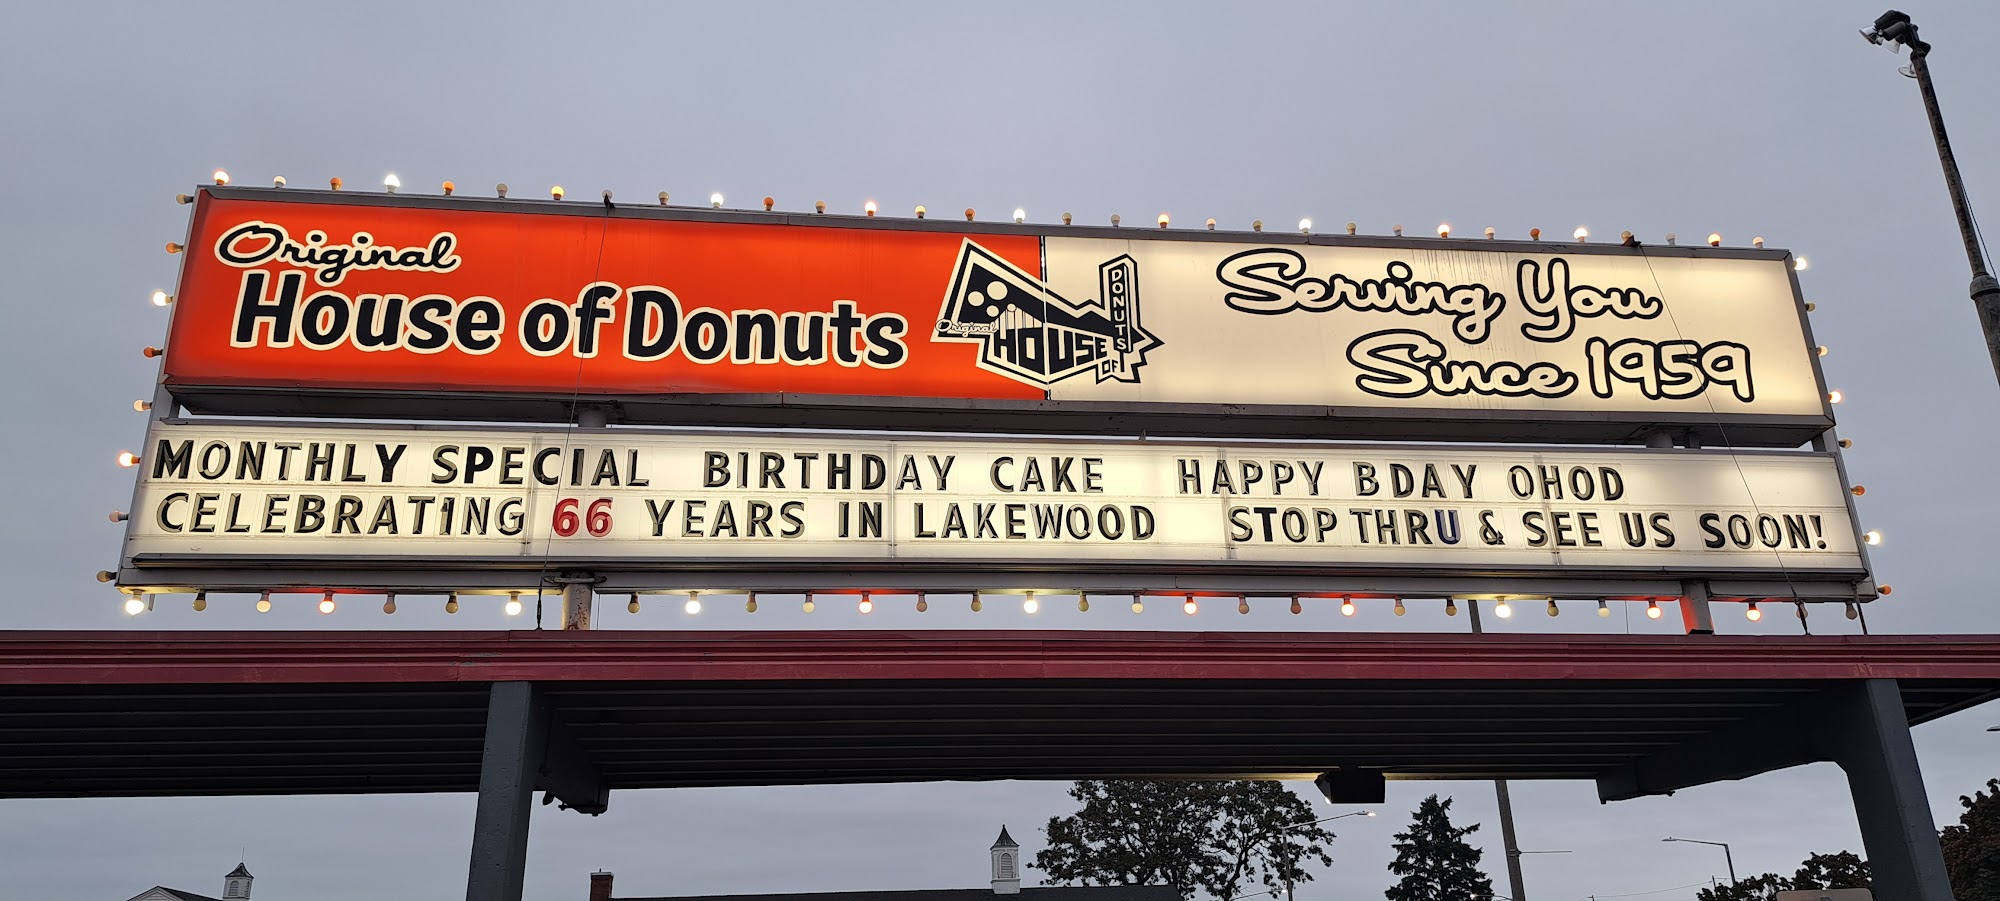 Original
House of Donuts
Original
HOUSE
OF
DONUTS
Serving You
Since 1959
MONTHLY SPECIAL BIRTHDAY CAKE HAPPY BDAY OHOD
CELEBRATING 66 YEARS IN LAKEWOOD STOP THRU & SEE US SOON!